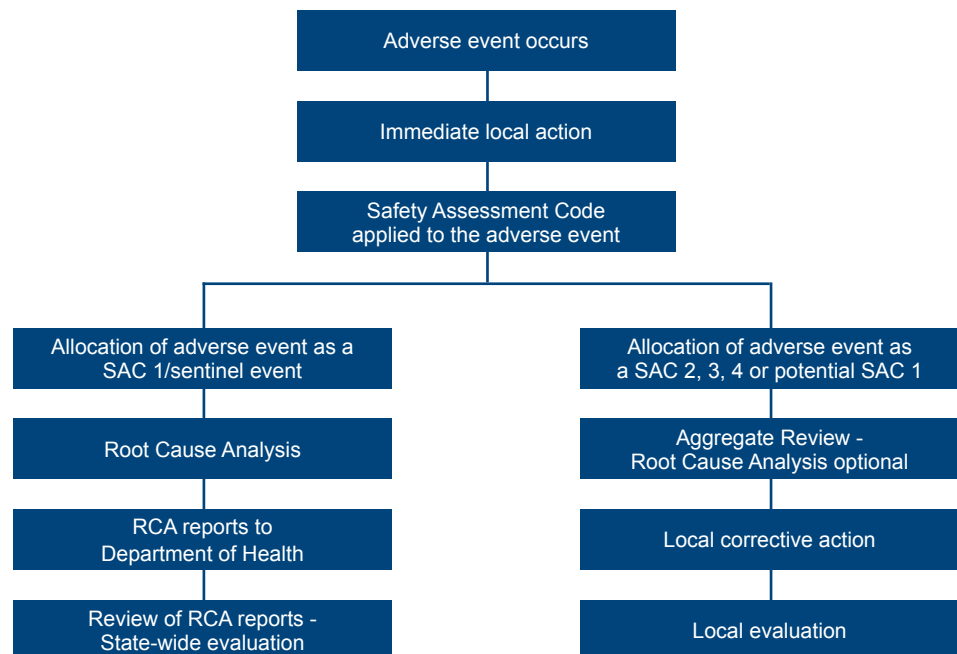 Adverse event occurs
Immediate local action
Safety Assessment Code
applied to the adverse event
Allocation of adverse event as a
SAC 1/sentinel event
Root Cause Analysis
RCA reports to
Department of Health
Review of RCA reports -
State-wide evaluation
Allocation of adverse event as
a SAC 2, 3, 4 or potential SAC 1
Aggregate Review -
Root Cause Analysis optional
Local corrective action
Local evaluation